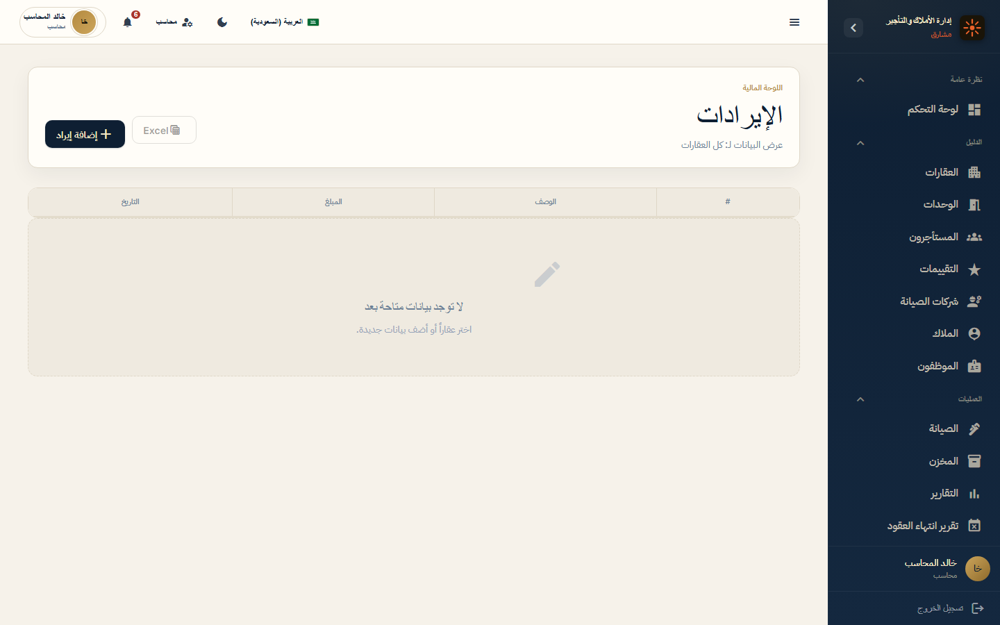 إدارة الأملاك والتأجير
مشارق
نظرة عامة
لوحة التحكم
الدليل
العقارات
الوحدات
المستأجرون
التقييمات
شركات الصيانة
الملاك
الموظفون
العمليات
الصيانة
المخزن
التقارير
تقرير انتهاء العقود
خالد المحاسب
محاسب
تسجيل الخروج
العربية (السعودية)
محاسب
6
خا
خالد المحاسب
محاسب
اللوحة المالية
الإيرادات
عرض البيانات لـ: كل العقارات
Excel
إضافة إيراد
# الوصف المبلغ التاريخ
لا توجد بيانات متاحة بعد
اختر عقاراً أو أضف بيانات جديدة.
خا